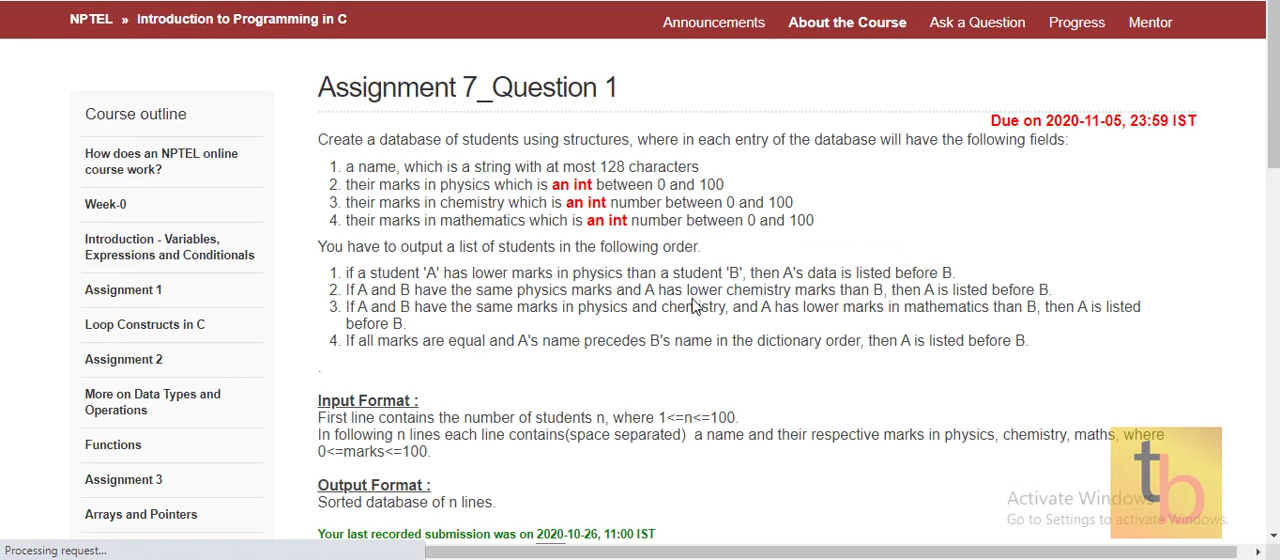 NPTEL » Introduction to Programming in C
Announcements About the Course Ask a Question Progress Mentor
Assignment 7_Question 1
Due on 2020-11-05, 23:59 IST
Course outline
How does an NPTEL online
course work?
Week-0
Introduction - Variables,
Expressions and Conditionals
Assignment 1
Loop Constructs in C
Assignment 2
More on Data Types and
Operations
Functions
Assignment 3
Arrays and Pointers
Create a database of students using structures, where in each entry of the database will have the following fields:
1. a name, which is a string with at most 128 characters
2. their marks in physics which is an int between 0 and 100
3. their marks in chemistry which is an int number between 0 and 100
4. their marks in mathematics which is an int number between 0 and 100
You have to output a list of students in the following order.
1. if a student 'A' has lower marks in physics than a student 'B', then A's data is listed before B.
2. If A and B have the same physics marks and A has lower chemistry marks than B, then A is listed before B.
3. If A and B have the same marks in physics and chemistry, and A has lower marks in mathematics than B, then A is listed
before B.
4. If all marks are equal and A's name precedes B's name in the dictionary order, then A is listed before B.
.
Input Format :
First line contains the number of students n, where 1<=n<=100.
In following n lines each line contains(space separated) a name and their respective marks in physics, chemistry, maths, where
0<=marks<=100.
Output Format :
Sorted database of n lines.
Your last recorded submission was on 2020-10-26, 11:00 IST
tb
Activate Windows
Go to Settings to activate Windows.
Processing request...